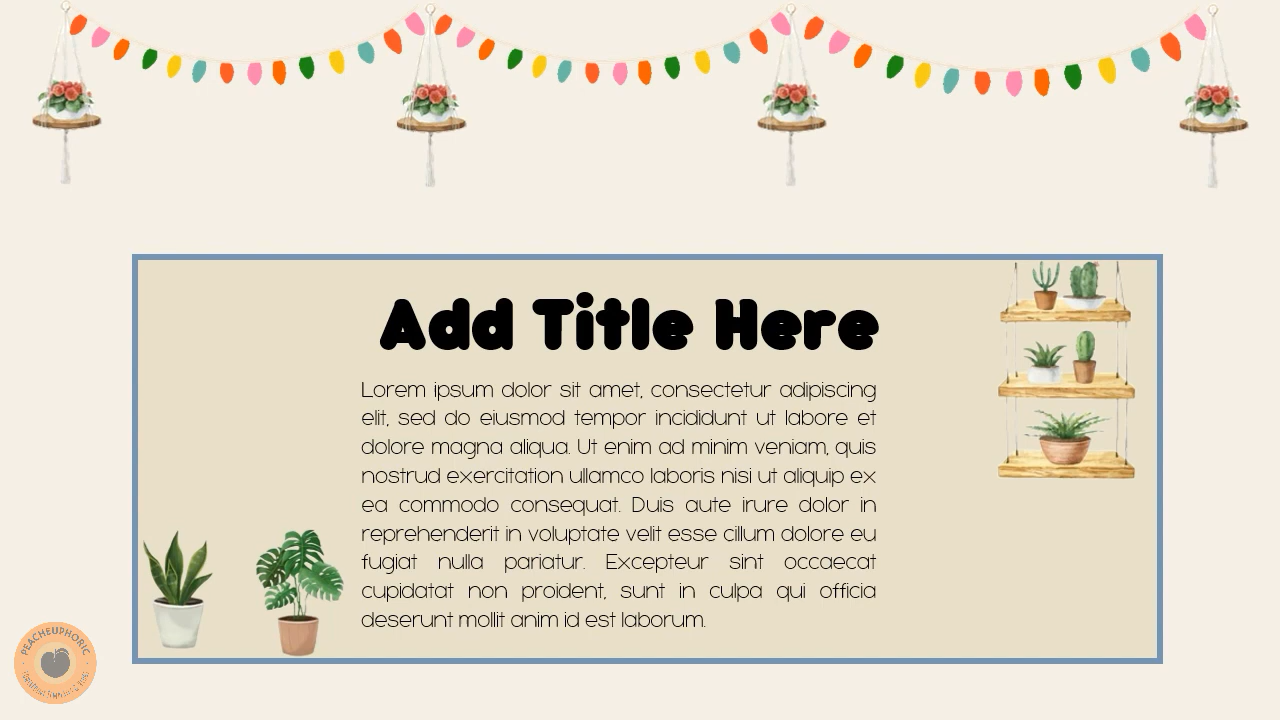 Add Title Here
Lorem ipsum dolor sit amet, consectetur adipiscing
elit, sed do eiusmod tempor incididunt ut labore et
dolore magna aliqua. Ut enim ad minim veniam, quis
nostrud exercitation ullamco laboris nisi ut aliquip ex
ea commodo consequat. Duis aute irure dolor in
reprehenderit in voluptate velit esse cillum dolore eu
fugiat nulla pariatur. Excepteur sint occaecat
cupidatat non proident, sunt in culpa qui officia
deserunt mollit anim id est laborum.
PEACHEUPHORIC